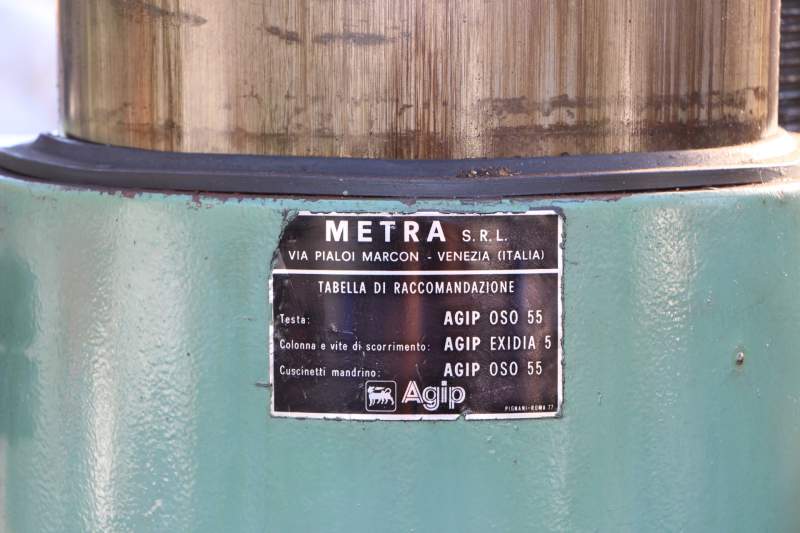 METRA S.R.L.
VIA PIALOI MARCON - VENEZIA (ITALIA)
TABELLA DI RACCOMANDAZIONE
Testa: AGIP OSO 55
Colonna e vite di scorrimento: AGIP EXIDIA 5
Cuscinetti mandrino: AGIP OSO 55
Agip
PIGNANI-ROMA 77